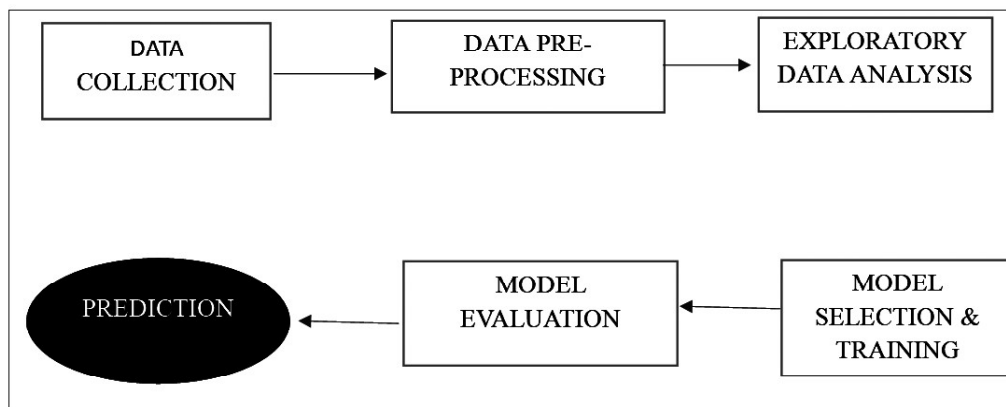 DATA
COLLECTION
DATA PRE-
PROCESSING
EXPLORATORY
DATA ANALYSIS
PREDICTION
MODEL
EVALUATION
MODEL
SELECTION &
TRAINING